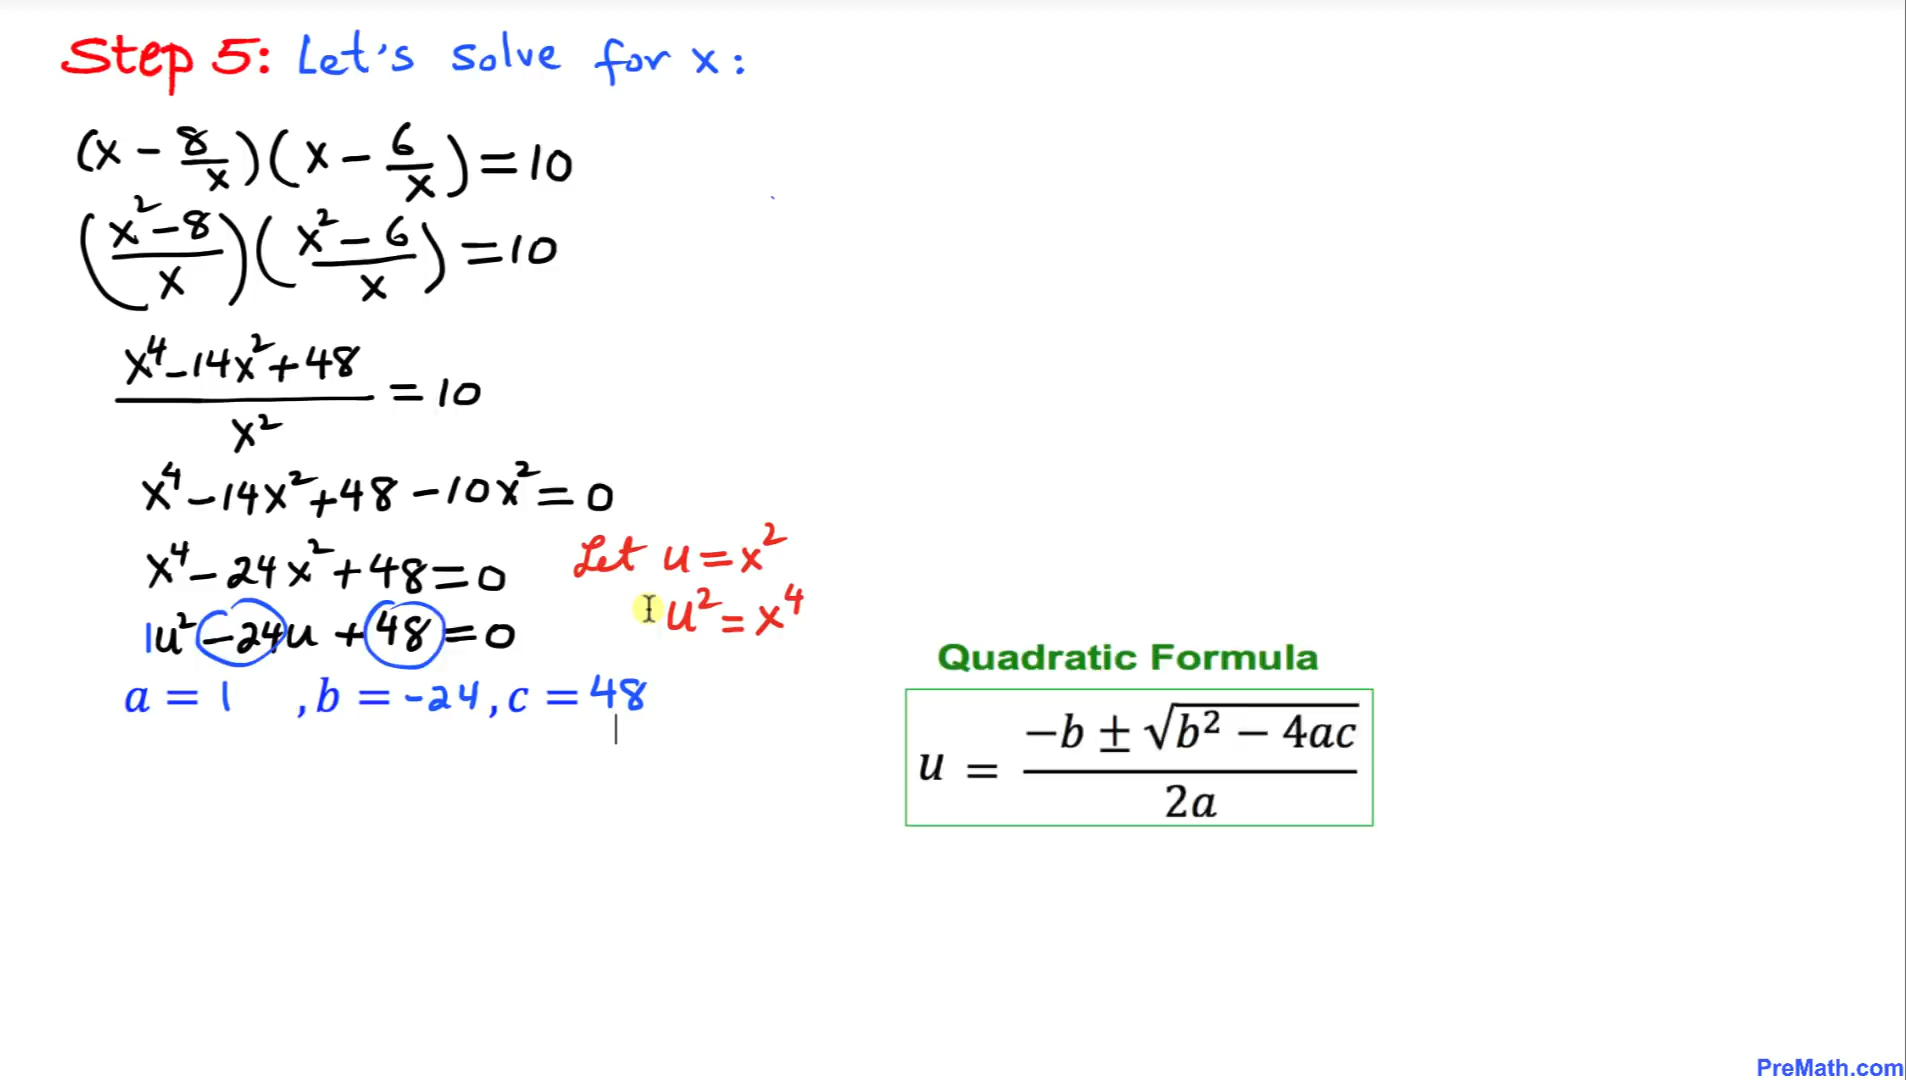 Step 5: Let's solve for x:
(x - 8/x)(x - 6/x) = 10
((x² - 8)/x)((x² - 6)/x) = 10
(x⁴ - 14x² + 48)/x² = 10
x⁴ - 14x² + 48 - 10x² = 0
x⁴ - 24x² + 48 = 0
Let u = x²
u² = x⁴
1u² - 24u + 48 = 0
a = 1 , b = -24, c = 48
Quadratic Formula
u = (-b ± √(b² - 4ac))/2a
PreMath.com